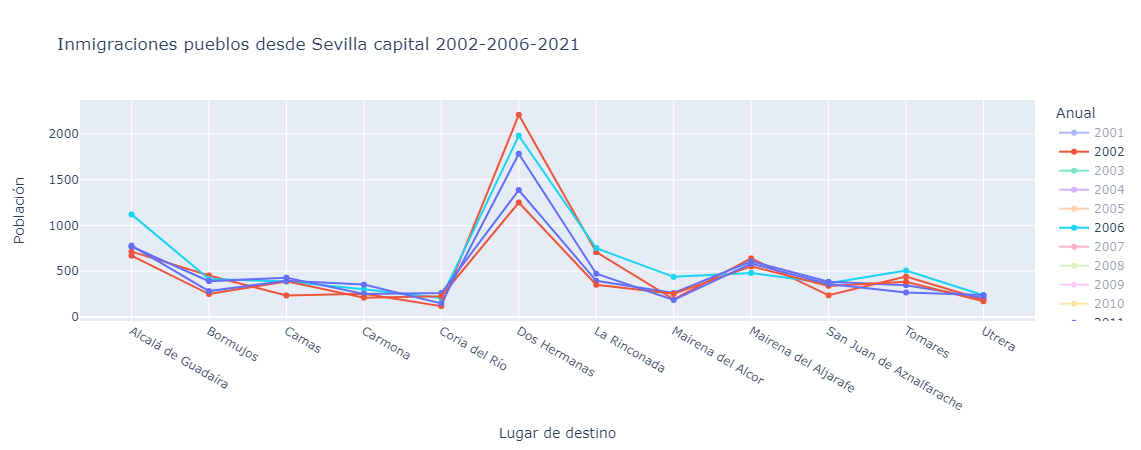 Inmigraciones pueblos desde Sevilla capital 2002-2006-2021
Anual
2001
2002
2003
2004
2005
2006
2007
2008
2009
2010
2011
Población
2000
1500
1000
500
0
Alcalá de Guadaíra
Bormujos
Camas
Carmona
Coria del Río
Dos Hermanas
La Rinconada
Mairena del Alcor
Mairena del Aljarafe
San Juan de Aznalfarache
Tomares
Utrera
Lugar de destino